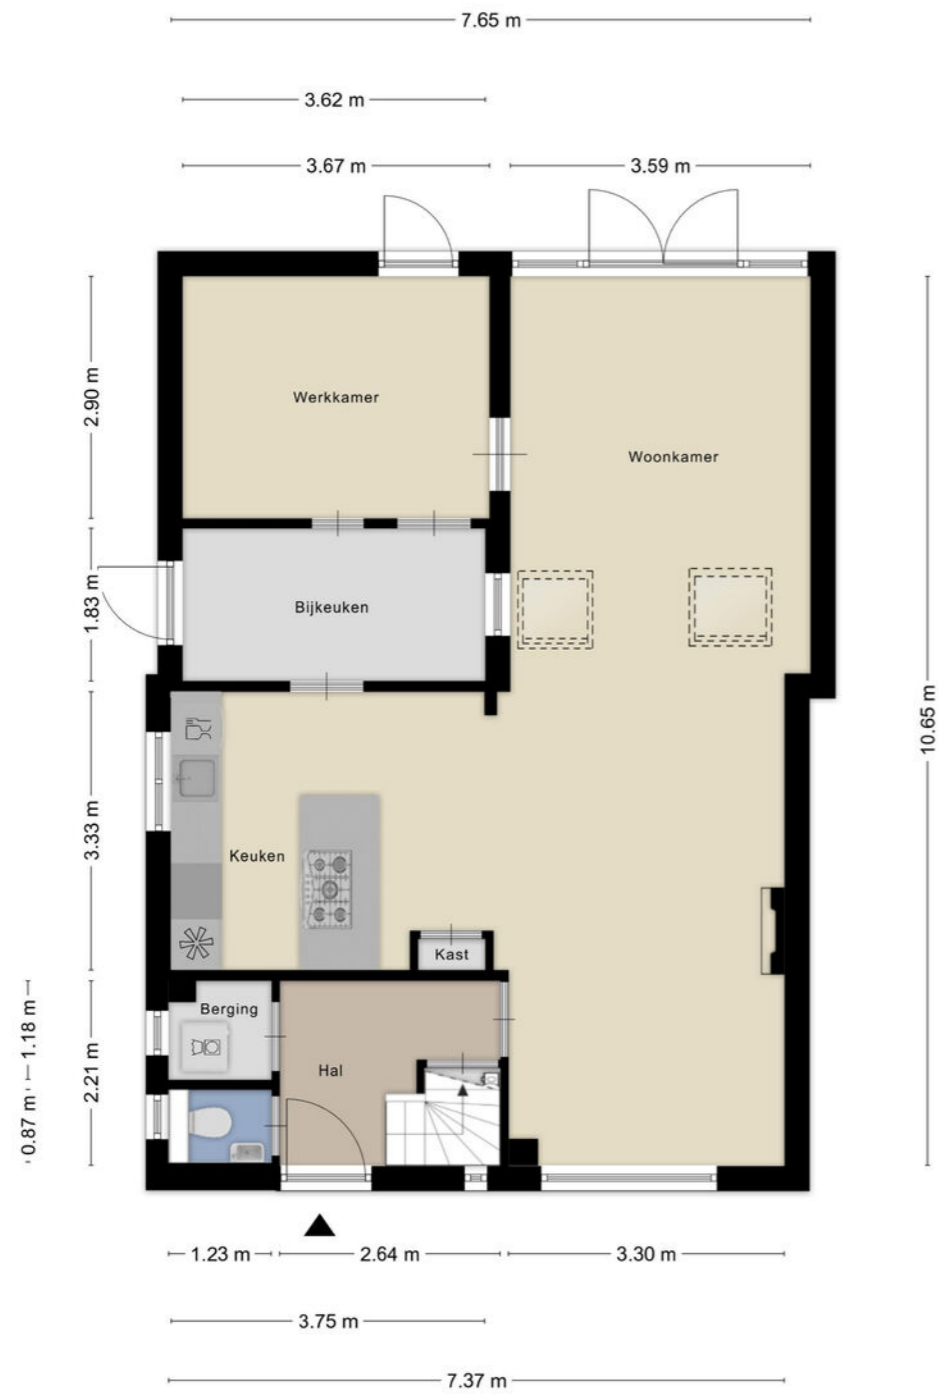 7.65 m
3.62 m
3.67 m
3.59 m
2.90 m
Werkkamer
Woonkamer
1.83 m
Bijkeuken
10.65 m
3.33 m
Keuken
Kast
Berging
1.18 m
2.21 m
Hal
0.87 m
1.23 m
2.64 m
3.30 m
3.75 m
7.37 m